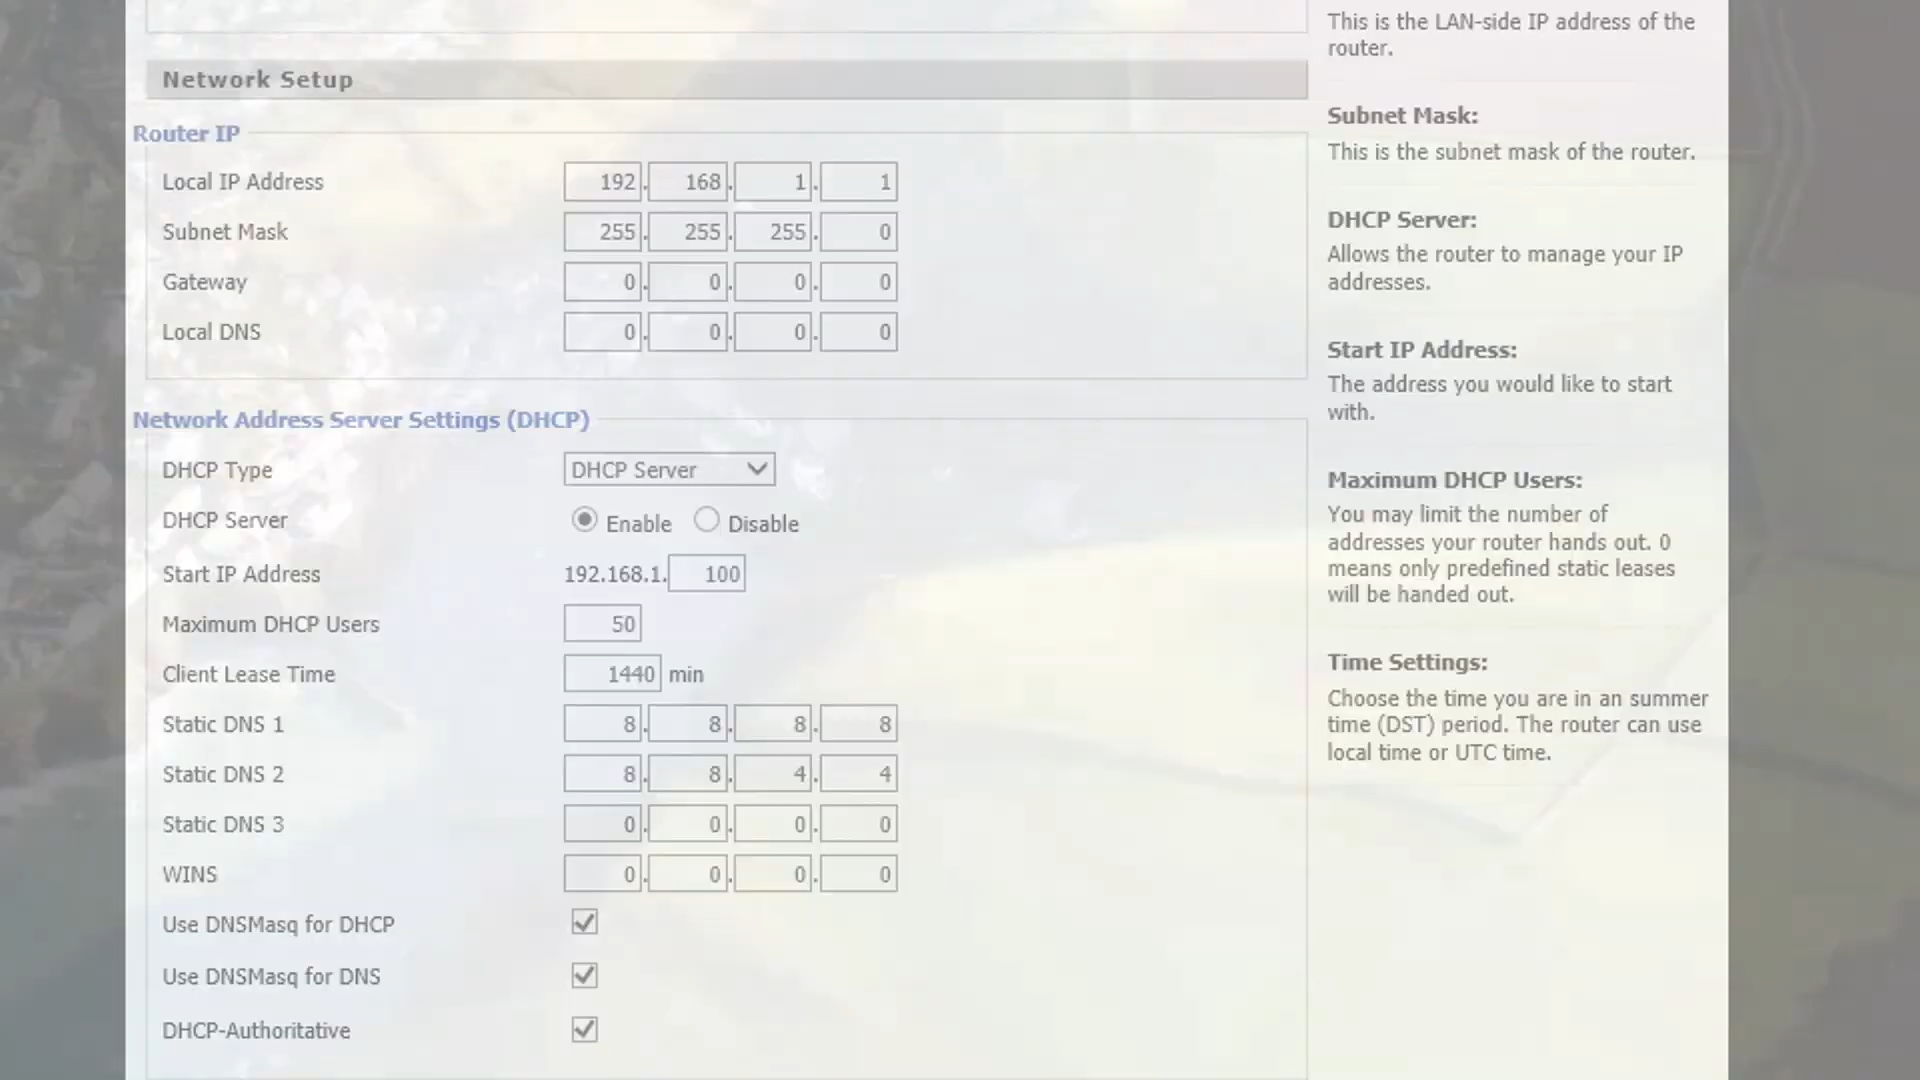 Network Setup
Router IP
Local IP Address 192. 168. 1. 1
Subnet Mask 255. 255. 255. 0
Gateway 0. 0. 0. 0
Local DNS 0. 0. 0. 0
Network Address Server Settings (DHCP)
DHCP Type DHCP Server
DHCP Server Enable Disable
Start IP Address 192.168.1. 100
Maximum DHCP Users 50
Client Lease Time 1440 min
Static DNS 1 8. 8. 8. 8
Static DNS 2 8. 8. 4. 4
Static DNS 3 0. 0. 0. 0
WINS 0. 0. 0. 0
Use DNSMasq for DHCP
Use DNSMasq for DNS
DHCP-Authoritative
This is the LAN-side IP address of the
router.
Subnet Mask:
This is the subnet mask of the router.
DHCP Server:
Allows the router to manage your IP
addresses.
Start IP Address:
The address you would like to start
with.
Maximum DHCP Users:
You may limit the number of
addresses your router hands out. 0
means only predefined static leases
will be handed out.
Time Settings:
Choose the time you are in an summer
time (DST) period. The router can use
local time or UTC time.